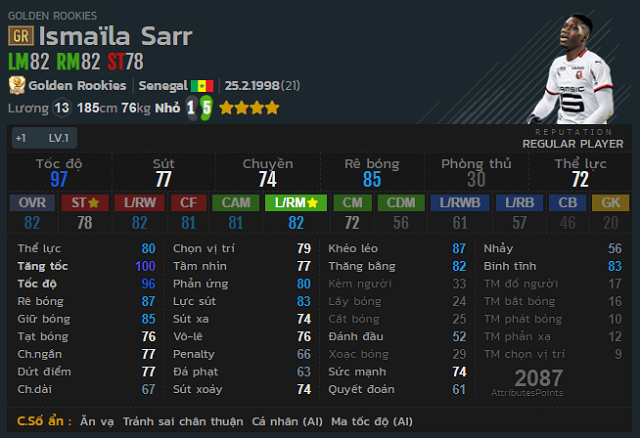 GOLDEN ROOKIES
GR Ismaïla Sarr
LM82 RM82 ST78
Golden Rookies Senegal 25.2.1998(21)
Lương 13 185cm 76kg Nhỏ 1 5
REPUTATION
REGULAR PLAYER
+1 LV.1
Tốc độ Sút Chuyền Rê bóng Phòng thủ Thể lực
97 77 74 85 30 72
OVR ST L/RW CF CAM L/RM CM CDM L/RWB L/RB CB GK
82 78 82 81 81 82 72 56 61 57 46 20
Thể lực 80 Chọn vị trí 79 Khéo léo 87 Nhảy 56
Tăng tốc 100 Tầm nhìn 77 Thăng bằng 82 Bình tĩnh 83
Tốc độ 96 Phản ứng 80 Kèm người 33 TM đổ người 17
Rê bóng 87 Lực sút 83 Lấy bóng 24 TM bắt bóng 16
Giữ bóng 85 Sút xa 74 Cắt bóng 25 TM phát bóng 10
Tạt bóng 76 Vô-lê 76 Đánh đầu 52 TM phản xạ 12
Ch.ngắn 77 Penalty 66 Xoạc bóng 29 TM chọn vị trí 9
Dứt điểm 77 Đá phạt 63 Sức mạnh 74
Ch.dài 67 Sút xoáy 74 Quyết đoán 61
2087
AttributesPoints
C.Số ẩn : Ăn vạ Tránh sai chân thuận Cá nhân (AI) Ma tốc độ (AI)